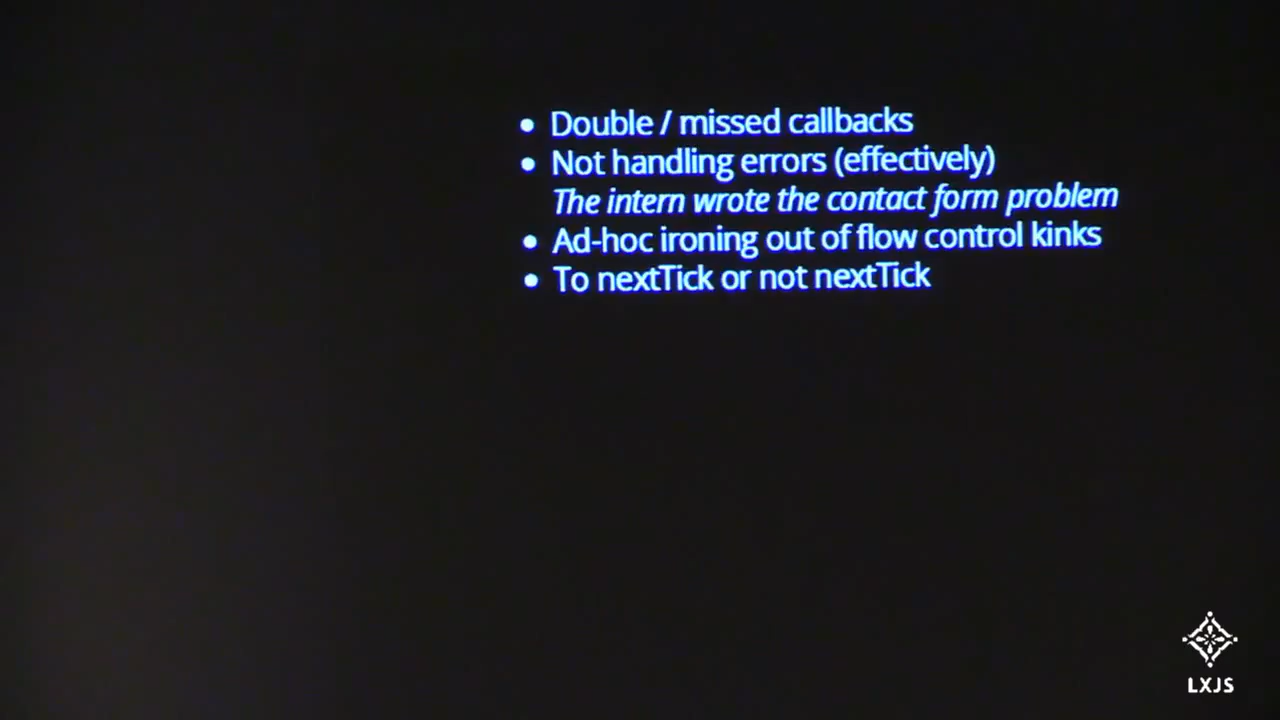 • Double / missed callbacks
• Not handling errors (effectively)
The intern wrote the contact form problem
• Ad-hoc ironing out of flow control kinks
• To nextTick or not nextTick
LXJS